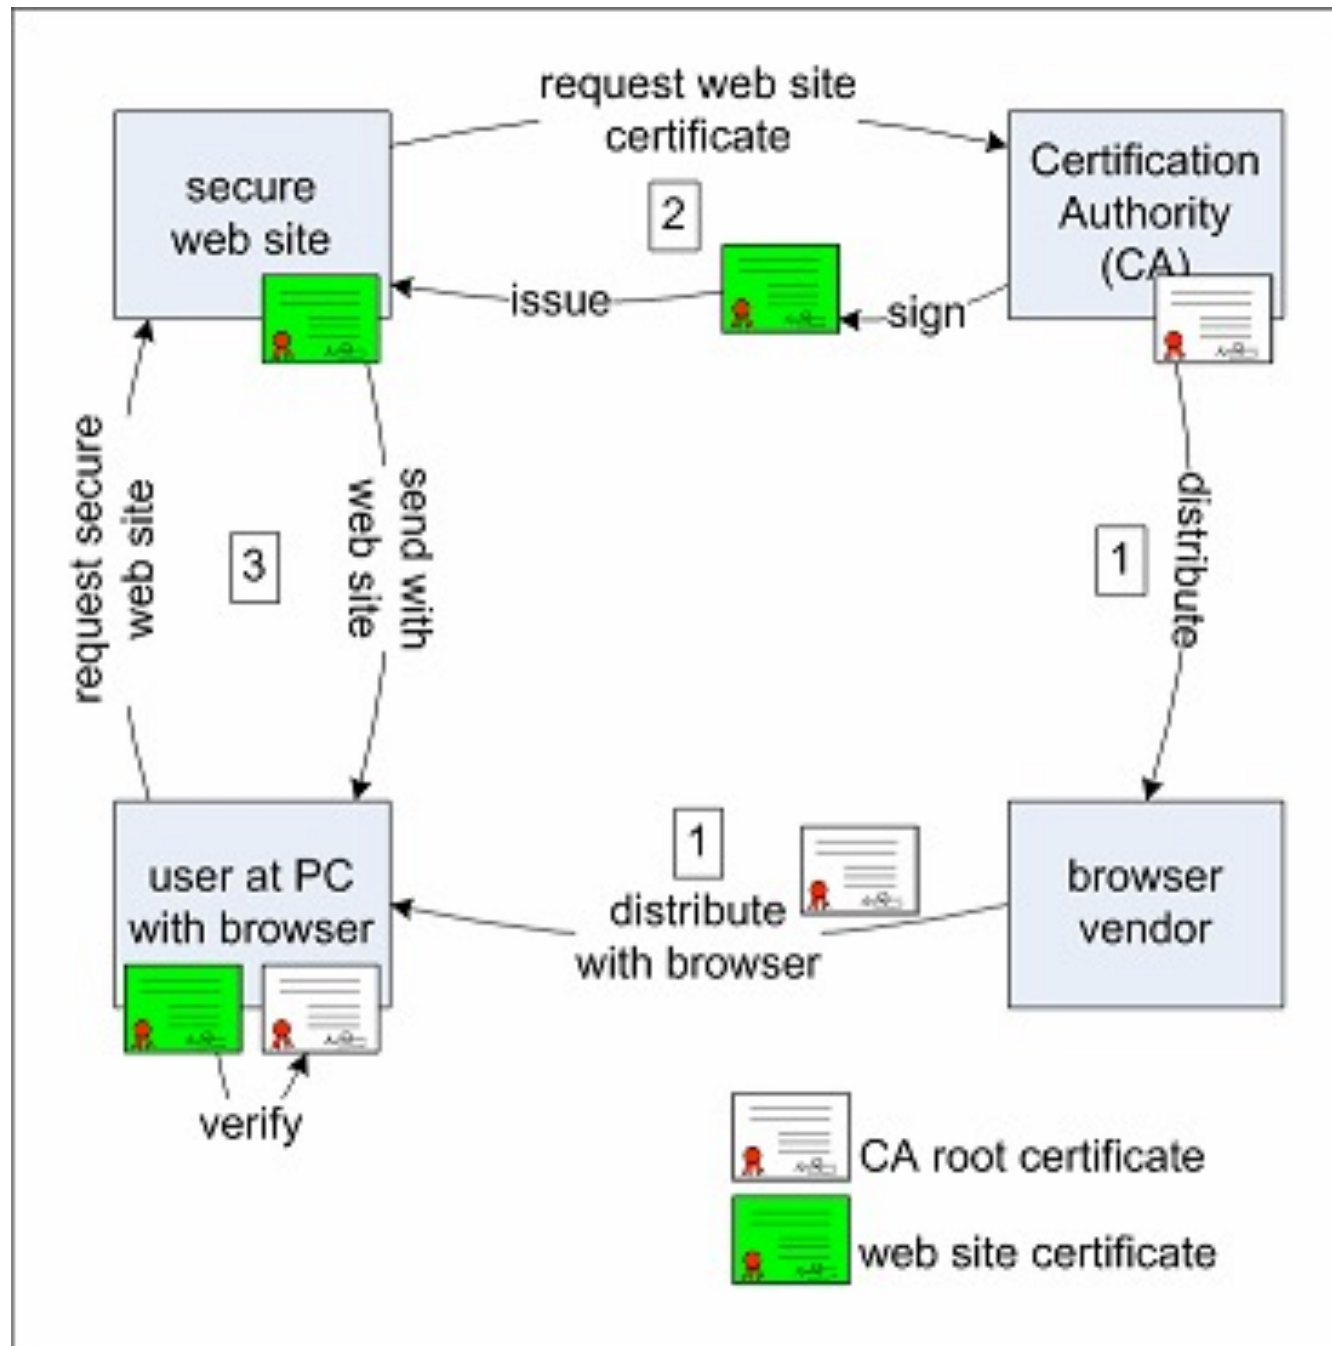 request web site
certificate
secure
web site
2
Certification
Authority
(CA)
issue
sign
request secure
web site
3
send with
web site
1
distribute
user at PC
with browser
1
distribute
with browser
browser
vendor
verify
CA root certificate
web site certificate